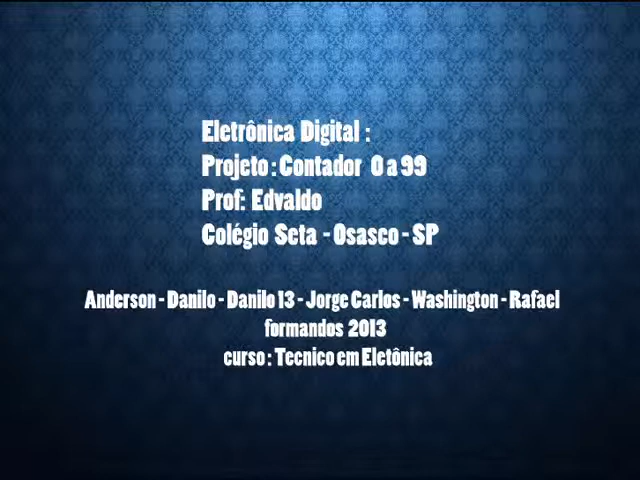 Eletrônica Digital :
Projeto : Contador 0 a 99
Prof: Edvaldo
Colégio Seta - Osasco - SP
Anderson - Danilo - Danilo 13 - Jorge Carlos - Washington - Rafael
formandos 2013
curso : Tecnico em Eletônica